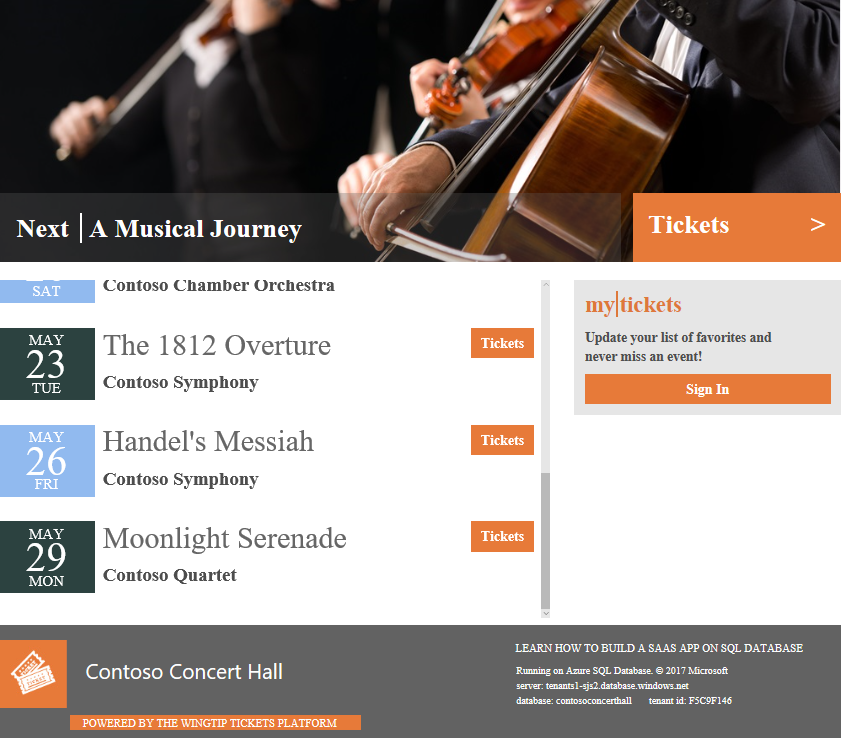 Next | A Musical Journey
Tickets >
SAT
Contoso Chamber Orchestra
MAY
23
TUE
The 1812 Overture
Contoso Symphony
Tickets
MAY
26
FRI
Handel's Messiah
Contoso Symphony
Tickets
MAY
29
MON
Moonlight Serenade
Contoso Quartet
Tickets
my|tickets
Update your list of favorites and
never miss an event!
Sign In
Contoso Concert Hall
POWERED BY THE WINGTIP TICKETS PLATFORM
LEARN HOW TO BUILD A SAAS APP ON SQL DATABASE
Running on Azure SQL Database. © 2017 Microsoft
server: tenants1-sjs2.database.windows.net
database: contosoconcerthall tenant id: F5C9F146